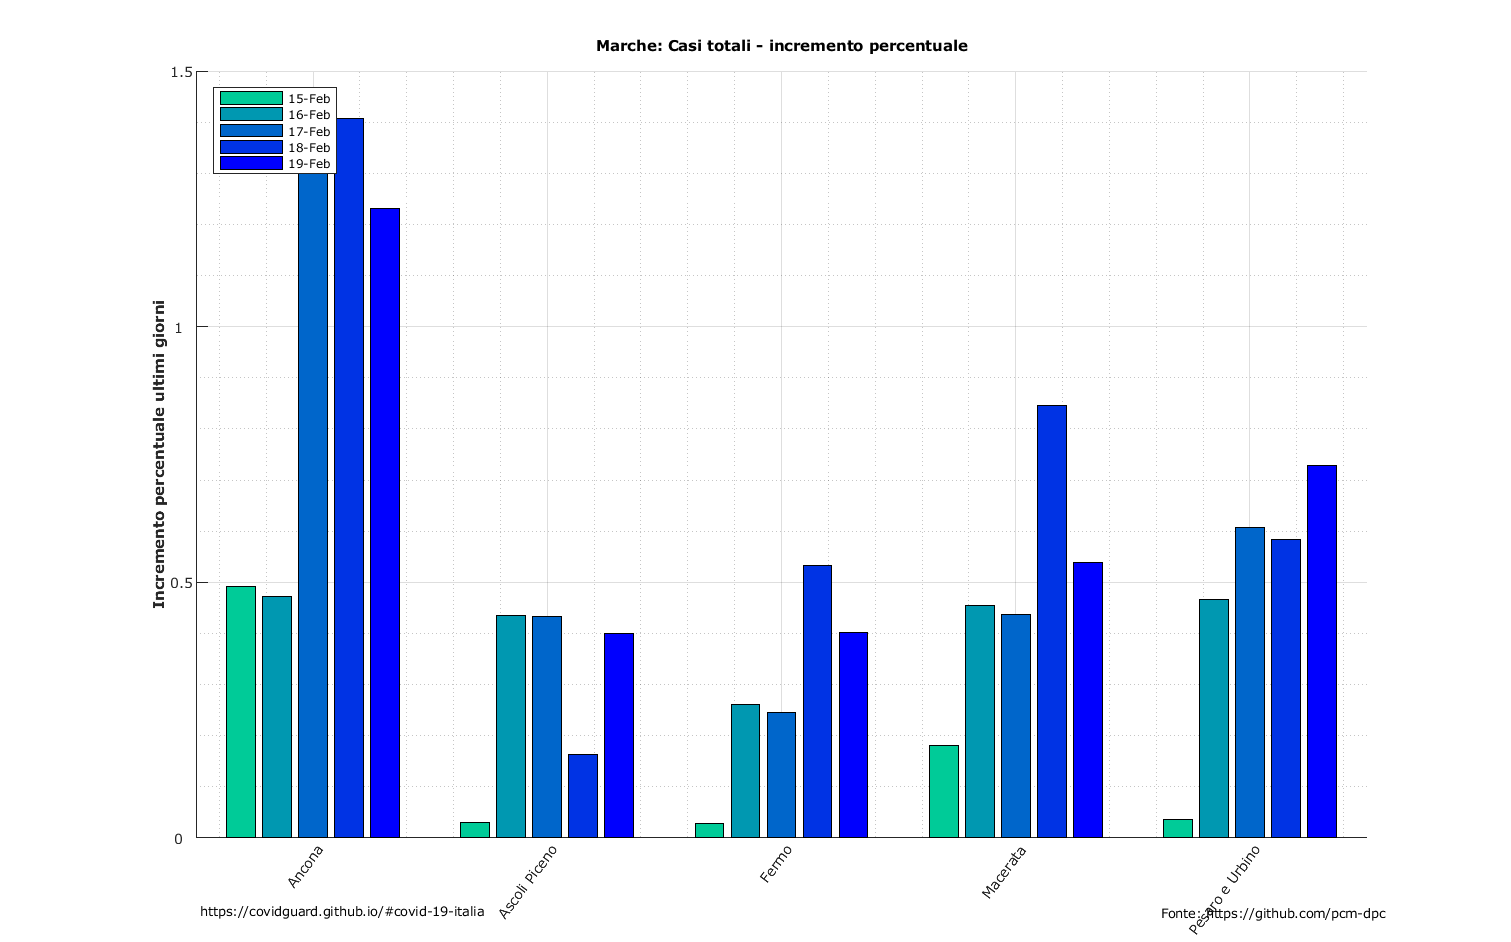 Marche: Casi totali - incremento percentuale
Incremento percentuale ultimi giorni
1.5
1
0.5
0
15-Feb
16-Feb
17-Feb
18-Feb
19-Feb
Ancona
Ascoli Piceno
Fermo
Macerata
Pesaro e Urbino
https://covidguard.github.io/#covid-19-italia
Fonte: https://github.com/pcm-dpc